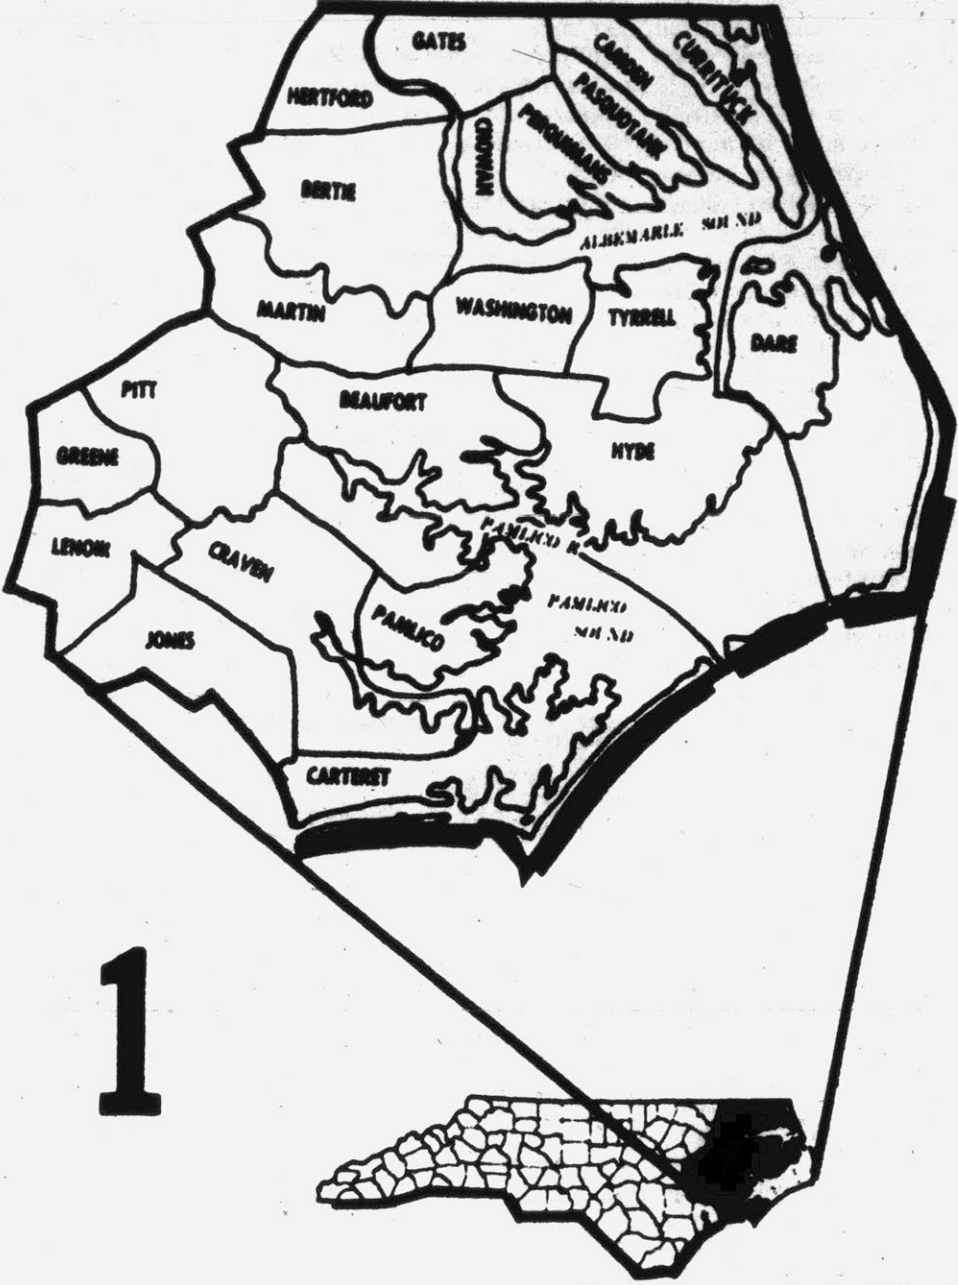 GATES
CAMDEN
CURRITUCK
HERTFORD
PASQUOTANK
PERQUIMANS
CHOWAN
BERTIE
ALBEMARLE SOUND
MARTIN
WASHINGTON
TYRRELL
DARE
PITT
BEAUFORT
GREENE
HYDE
PAMLICO R
LENOIR
CRAVEN
PAMLICO
SOUND
PAMLICO
JONES
CARTERET
1